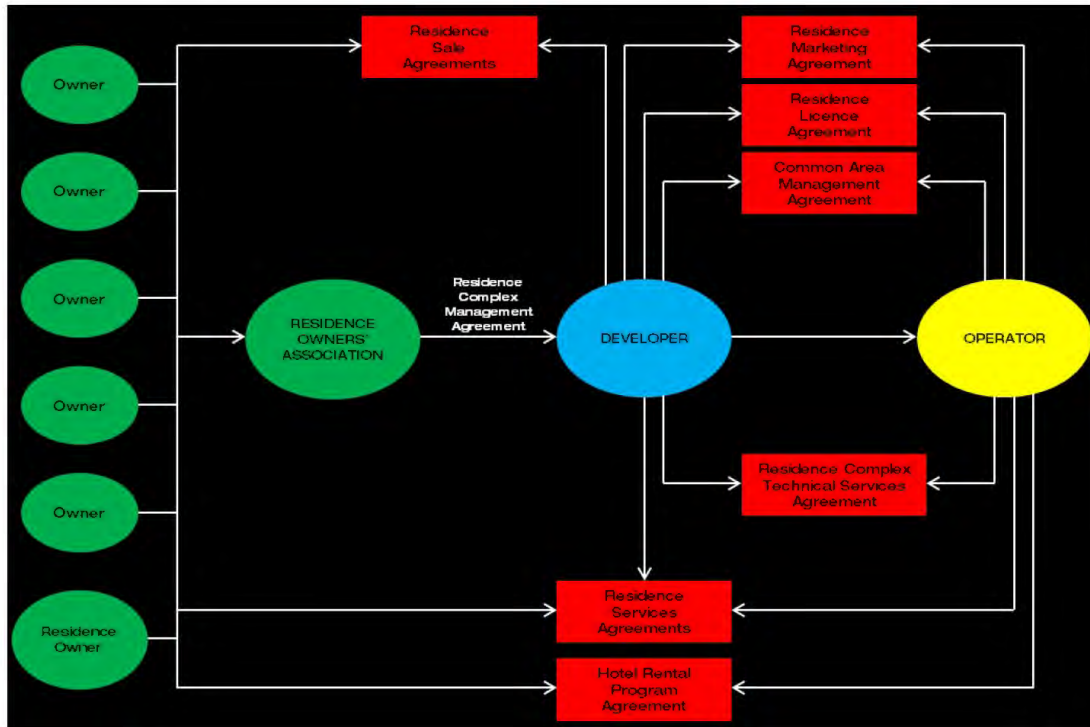 Residence
Sale
Agreements
Residence
Marketing
Agreement
Owner
Residence
Licence
Agreement
Common Area
Management
Agreement
Owner
Owner
Residence
Complex
Management
Agreement
RESIDENCE
OWNERS'
ASSOCIATION
DEVELOPER
OPERATOR
Owner
Residence Complex
Technical Services
Agreement
Owner
Residence
Services
Agreements
Residence
Owner
Hotel Rental
Program
Agreement